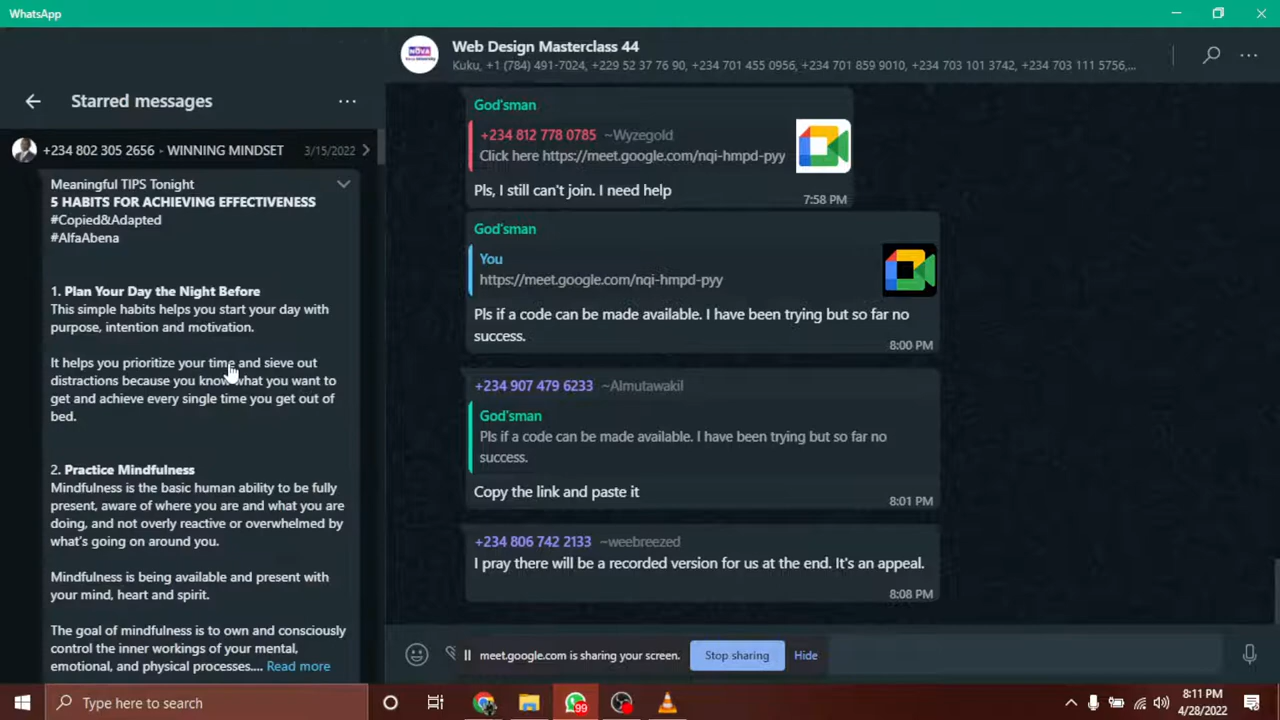 WhatsApp
Starred messages
+234 802 305 2656 - WINNING MINDSET 3/15/2022
Meaningful TIPS Tonight
5 HABITS FOR ACHIEVING EFFECTIVENESS
#Copied&Adapted
#AlfaAbena
1. Plan Your Day the Night Before
This simple habits helps you start your day with
purpose, intention and motivation.
It helps you prioritize your time and sieve out
distractions because you know what you want to
get and achieve every single time you get out of
bed.
2. Practice Mindfulness
Mindfulness is the basic human ability to be fully
present, aware of where you are and what you are
doing, and not overly reactive or overwhelmed by
what's going on around you.
Mindfulness is being available and present with
your mind, heart and spirit.
The goal of mindfulness is to own and consciously
control the inner workings of your mental,
emotional, and physical processes.... Read more
Web Design Masterclass 44
Kuku, +1 (784) 491-7024, +229 52 37 76 90, +234 701 455 0956, +234 701 859 9010, +234 703 101 3742, +234 703 111 5756,...
God'sman
+234 812 778 0785 ~Wyzegold
Click here https://meet.google.com/nqi-hmpd-pyy
Pls, I still can't join. I need help
7:58 PM
God'sman
You
https://meet.google.com/nqi-hmpd-pyy
Pls if a code can be made available. I have been trying but so far no
success.
8:00 PM
+234 907 479 6233 ~Almutawakil
God'sman
Pls if a code can be made available. I have been trying but so far no
success.
Copy the link and paste it
8:01 PM
+234 806 742 2133 ~weebreezed
I pray there will be a recorded version for us at the end. It's an appeal.
8:08 PM
meet.google.com is sharing your screen. Stop sharing Hide
Type here to search
99
8:11 PM
4/28/2022